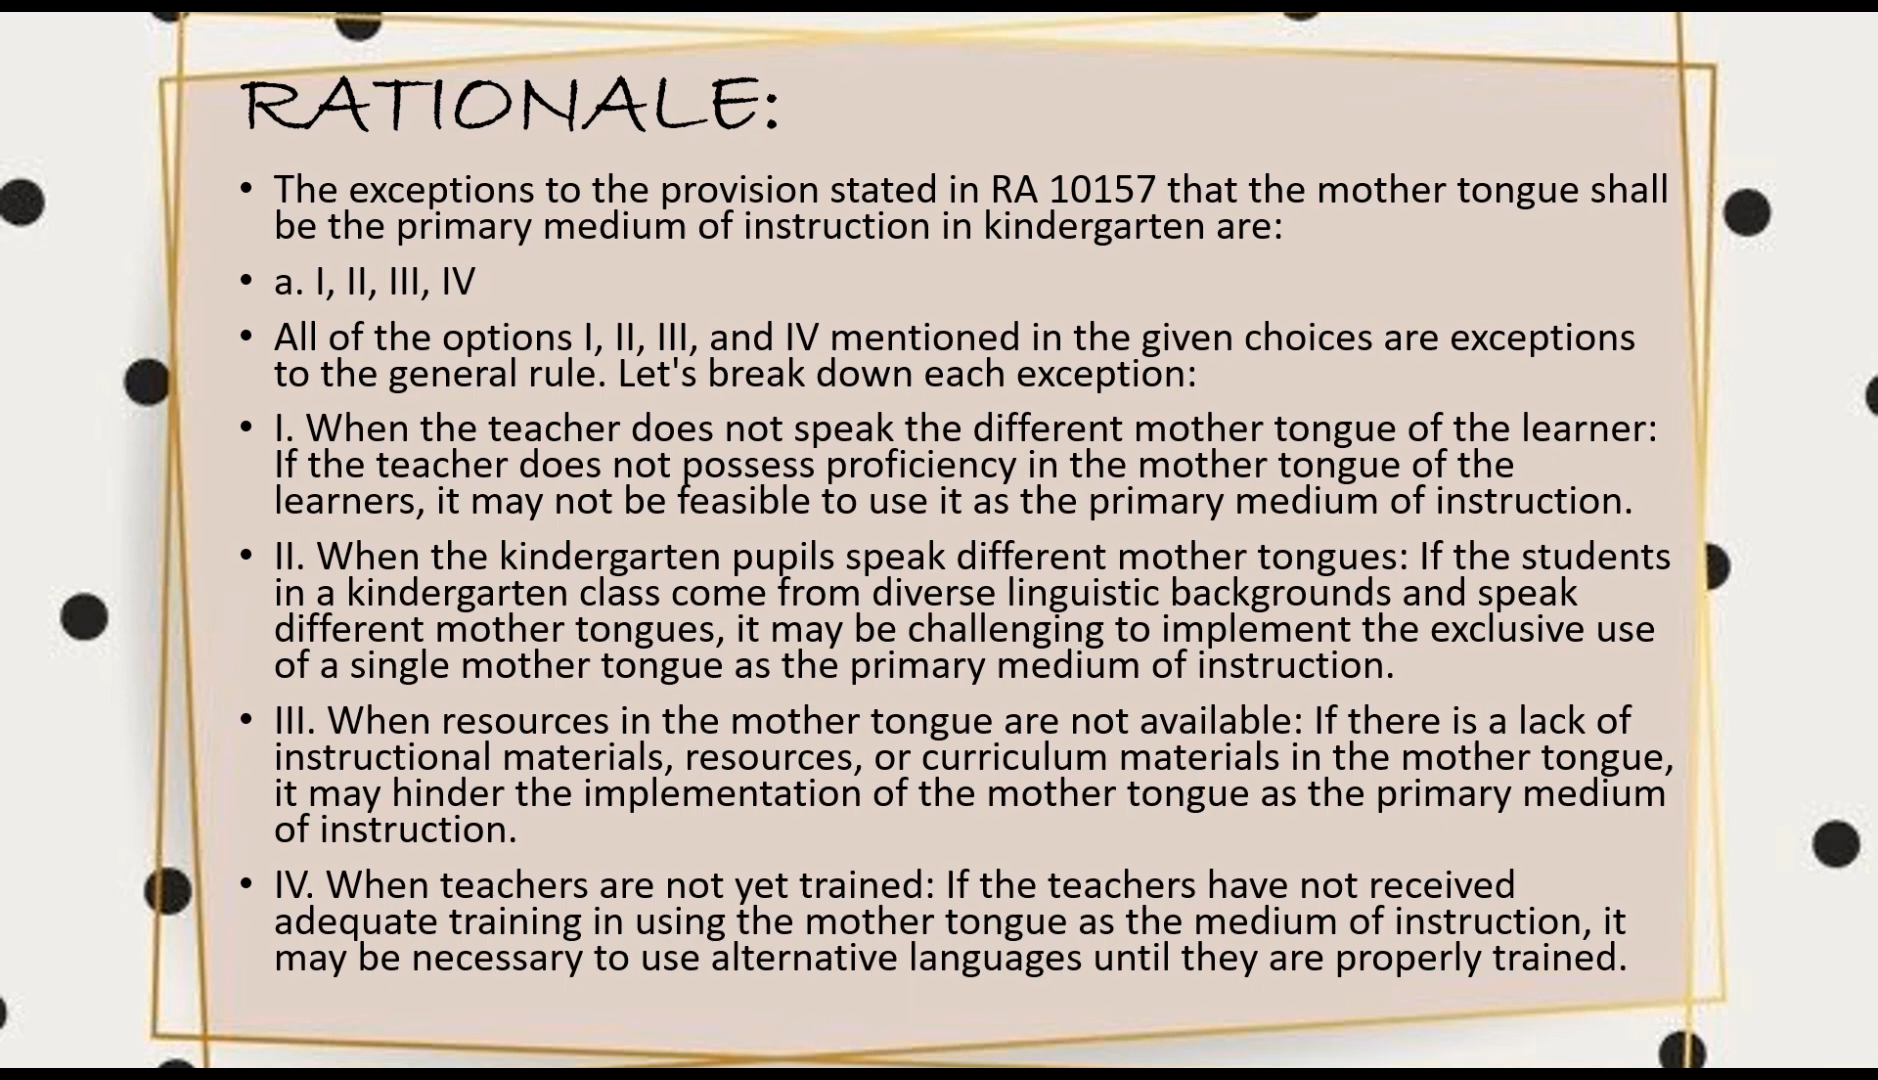 RATIONALE:
• The exceptions to the provision stated in RA 10157 that the mother tongue shall
be the primary medium of instruction in kindergarten are:
• a. I, II, III, IV
• All of the options I, II, III, and IV mentioned in the given choices are exceptions
to the general rule. Let's break down each exception:
• I. When the teacher does not speak the different mother tongue of the learner:
If the teacher does not possess proficiency in the mother tongue of the
learners, it may not be feasible to use it as the primary medium of instruction.
• II. When the kindergarten pupils speak different mother tongues: If the students
in a kindergarten class come from diverse linguistic backgrounds and speak
different mother tongues, it may be challenging to implement the exclusive use
of a single mother tongue as the primary medium of instruction.
• III. When resources in the mother tongue are not available: If there is a lack of
instructional materials, resources, or curriculum materials in the mother tongue,
it may hinder the implementation of the mother tongue as the primary medium
of instruction.
• IV. When teachers are not yet trained: If the teachers have not received
adequate training in using the mother tongue as the medium of instruction, it
may be necessary to use alternative languages until they are properly trained.